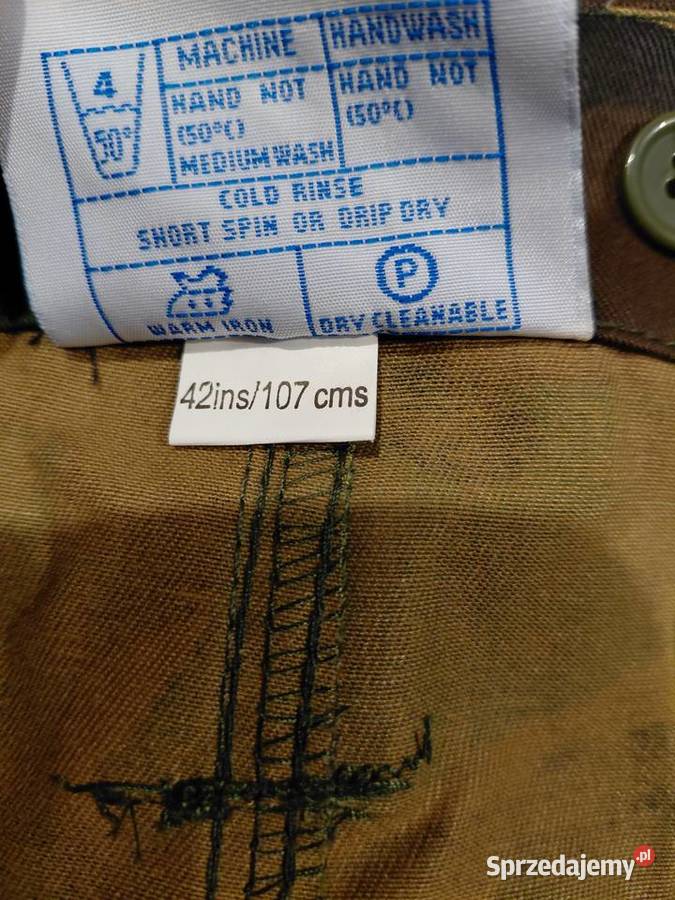 4
50°
MACHINE
HAND NOT
(50°C)
MEDIUM WASH
HANDWASH
HAND NOT
(50°C)
COLD RINSE
SHORT SPIN OR DRIP DRY
WARM IRON
P
DRY CLEANABLE
42ins/107 cms
Sprzedajemy.pl